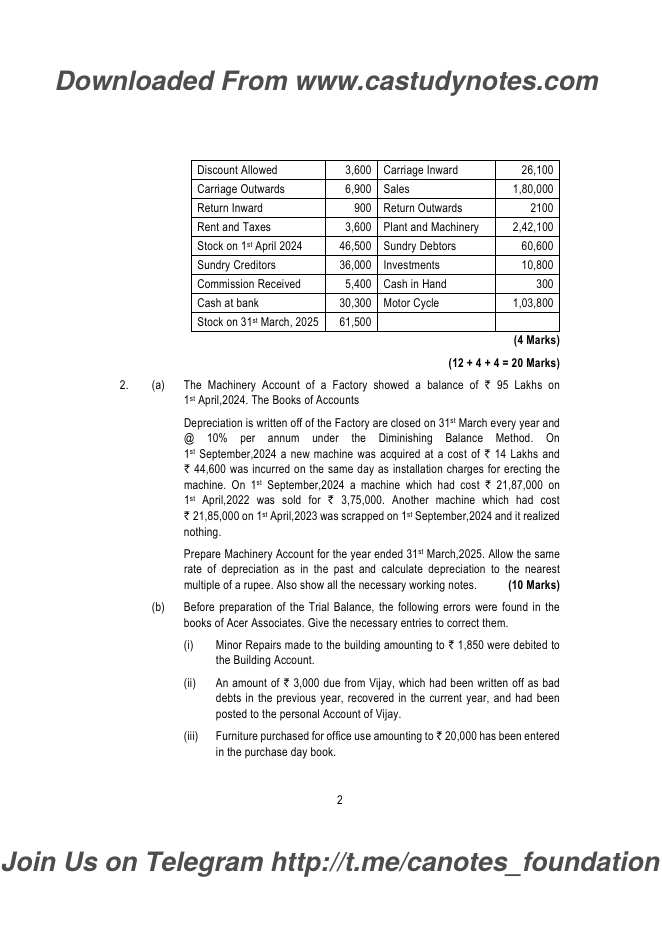 Downloaded From www.castudynotes.com
Discount Allowed 3,600 Carriage Inward 26,100
Carriage Outwards 6,900 Sales 1,80,000
Return Inward 900 Return Outwards 2100
Rent and Taxes 3,600 Plant and Machinery 2,42,100
Stock on 1st April 2024 46,500 Sundry Debtors 60,600
Sundry Creditors 36,000 Investments 10,800
Commission Received 5,400 Cash in Hand 300
Cash at bank 30,300 Motor Cycle 1,03,800
Stock on 31st March, 2025 61,500
(4 Marks)
(12 + 4 + 4 = 20 Marks)
2. (a) The Machinery Account of a Factory showed a balance of ₹ 95 Lakhs on
1st April,2024. The Books of Accounts
Depreciation is written off of the Factory are closed on 31st March every year and
@ 10% per annum under the Diminishing Balance Method. On
1st September,2024 a new machine was acquired at a cost of ₹ 14 Lakhs and
₹ 44,600 was incurred on the same day as installation charges for erecting the
machine. On 1st September,2024 a machine which had cost ₹ 21,87,000 on
1st April,2022 was sold for ₹ 3,75,000. Another machine which had cost
₹ 21,85,000 on 1st April,2023 was scrapped on 1st September,2024 and it realized
nothing.
Prepare Machinery Account for the year ended 31st March,2025. Allow the same
rate of depreciation as in the past and calculate depreciation to the nearest
multiple of a rupee. Also show all the necessary working notes. (10 Marks)
(b) Before preparation of the Trial Balance, the following errors were found in the
books of Acer Associates. Give the necessary entries to correct them.
(i) Minor Repairs made to the building amounting to ₹ 1,850 were debited to
the Building Account.
(ii) An amount of ₹ 3,000 due from Vijay, which had been written off as bad
debts in the previous year, recovered in the current year, and had been
posted to the personal Account of Vijay.
(iii) Furniture purchased for office use amounting to ₹ 20,000 has been entered
in the purchase day book.
2
Join Us on Telegram http://t.me/canotes_foundation